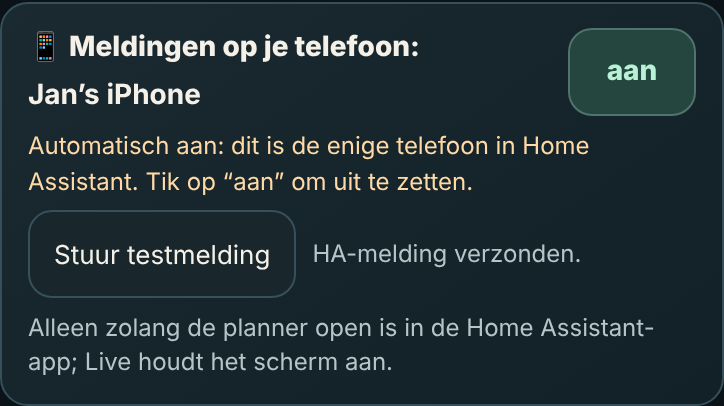 📱 Meldingen op je telefoon:
Jan’s iPhone
aan
Automatisch aan: dit is de enige telefoon in Home
Assistant. Tik op “aan” om uit te zetten.
Stuur testmelding
HA-melding verzonden.
Alleen zolang de planner open is in de Home Assistant-
app; Live houdt het scherm aan.